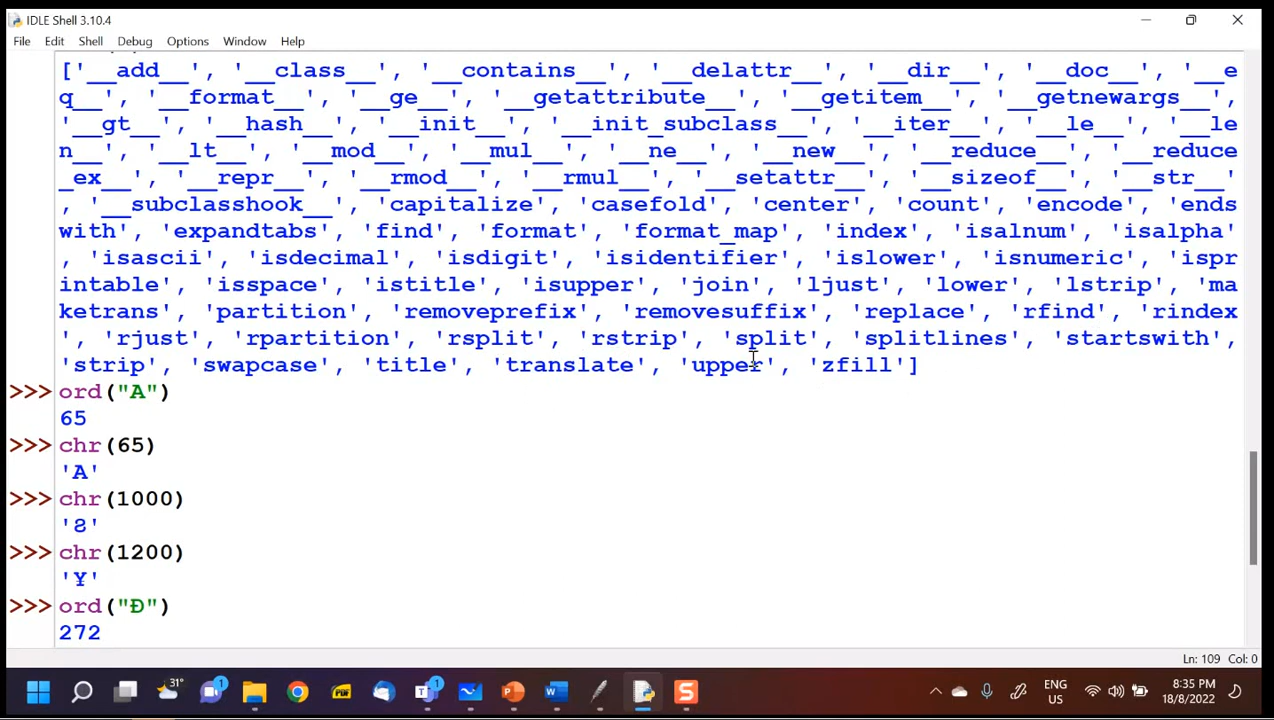 IDLE Shell 3.10.4
File Edit Shell Debug Options Window Help
['__add__', '__class__', '__contains__', '__delattr__', '__dir__', '__doc__', '__e
q__', '__format__', '__ge__', '__getattribute__', '__getitem__', '__getnewargs__',
'__gt__', '__hash__', '__init__', '__init_subclass__', '__iter__', '__le__', '__le
n__', '__lt__', '__mod__', '__mul__', '__ne__', '__new__', '__reduce__', '__reduce
_ex__', '__repr__', '__rmod__', '__rmul__', '__setattr__', '__sizeof__', '__str__'
, '__subclasshook__', 'capitalize', 'casefold', 'center', 'count', 'encode', 'ends
with', 'expandtabs', 'find', 'format', 'format_map', 'index', 'isalnum', 'isalpha'
, 'isascii', 'isdecimal', 'isdigit', 'isidentifier', 'islower', 'isnumeric', 'ispr
intable', 'isspace', 'istitle', 'isupper', 'join', 'ljust', 'lower', 'lstrip', 'ma
ketrans', 'partition', 'removeprefix', 'removesuffix', 'replace', 'rfind', 'rindex
', 'rjust', 'rpartition', 'rsplit', 'rstrip', 'split', 'splitlines', 'startswith',
'strip', 'swapcase', 'title', 'translate', 'upper', 'zfill']
>>> ord("A")
65
>>> chr(65)
'A'
>>> chr(1000)
'Ϩ'
>>> chr(1200)
'Ұ'
>>> ord("Đ")
272
Ln: 109 Col: 0
31°
1
PDF
1
ENG
US
8:35 PM
18/8/2022